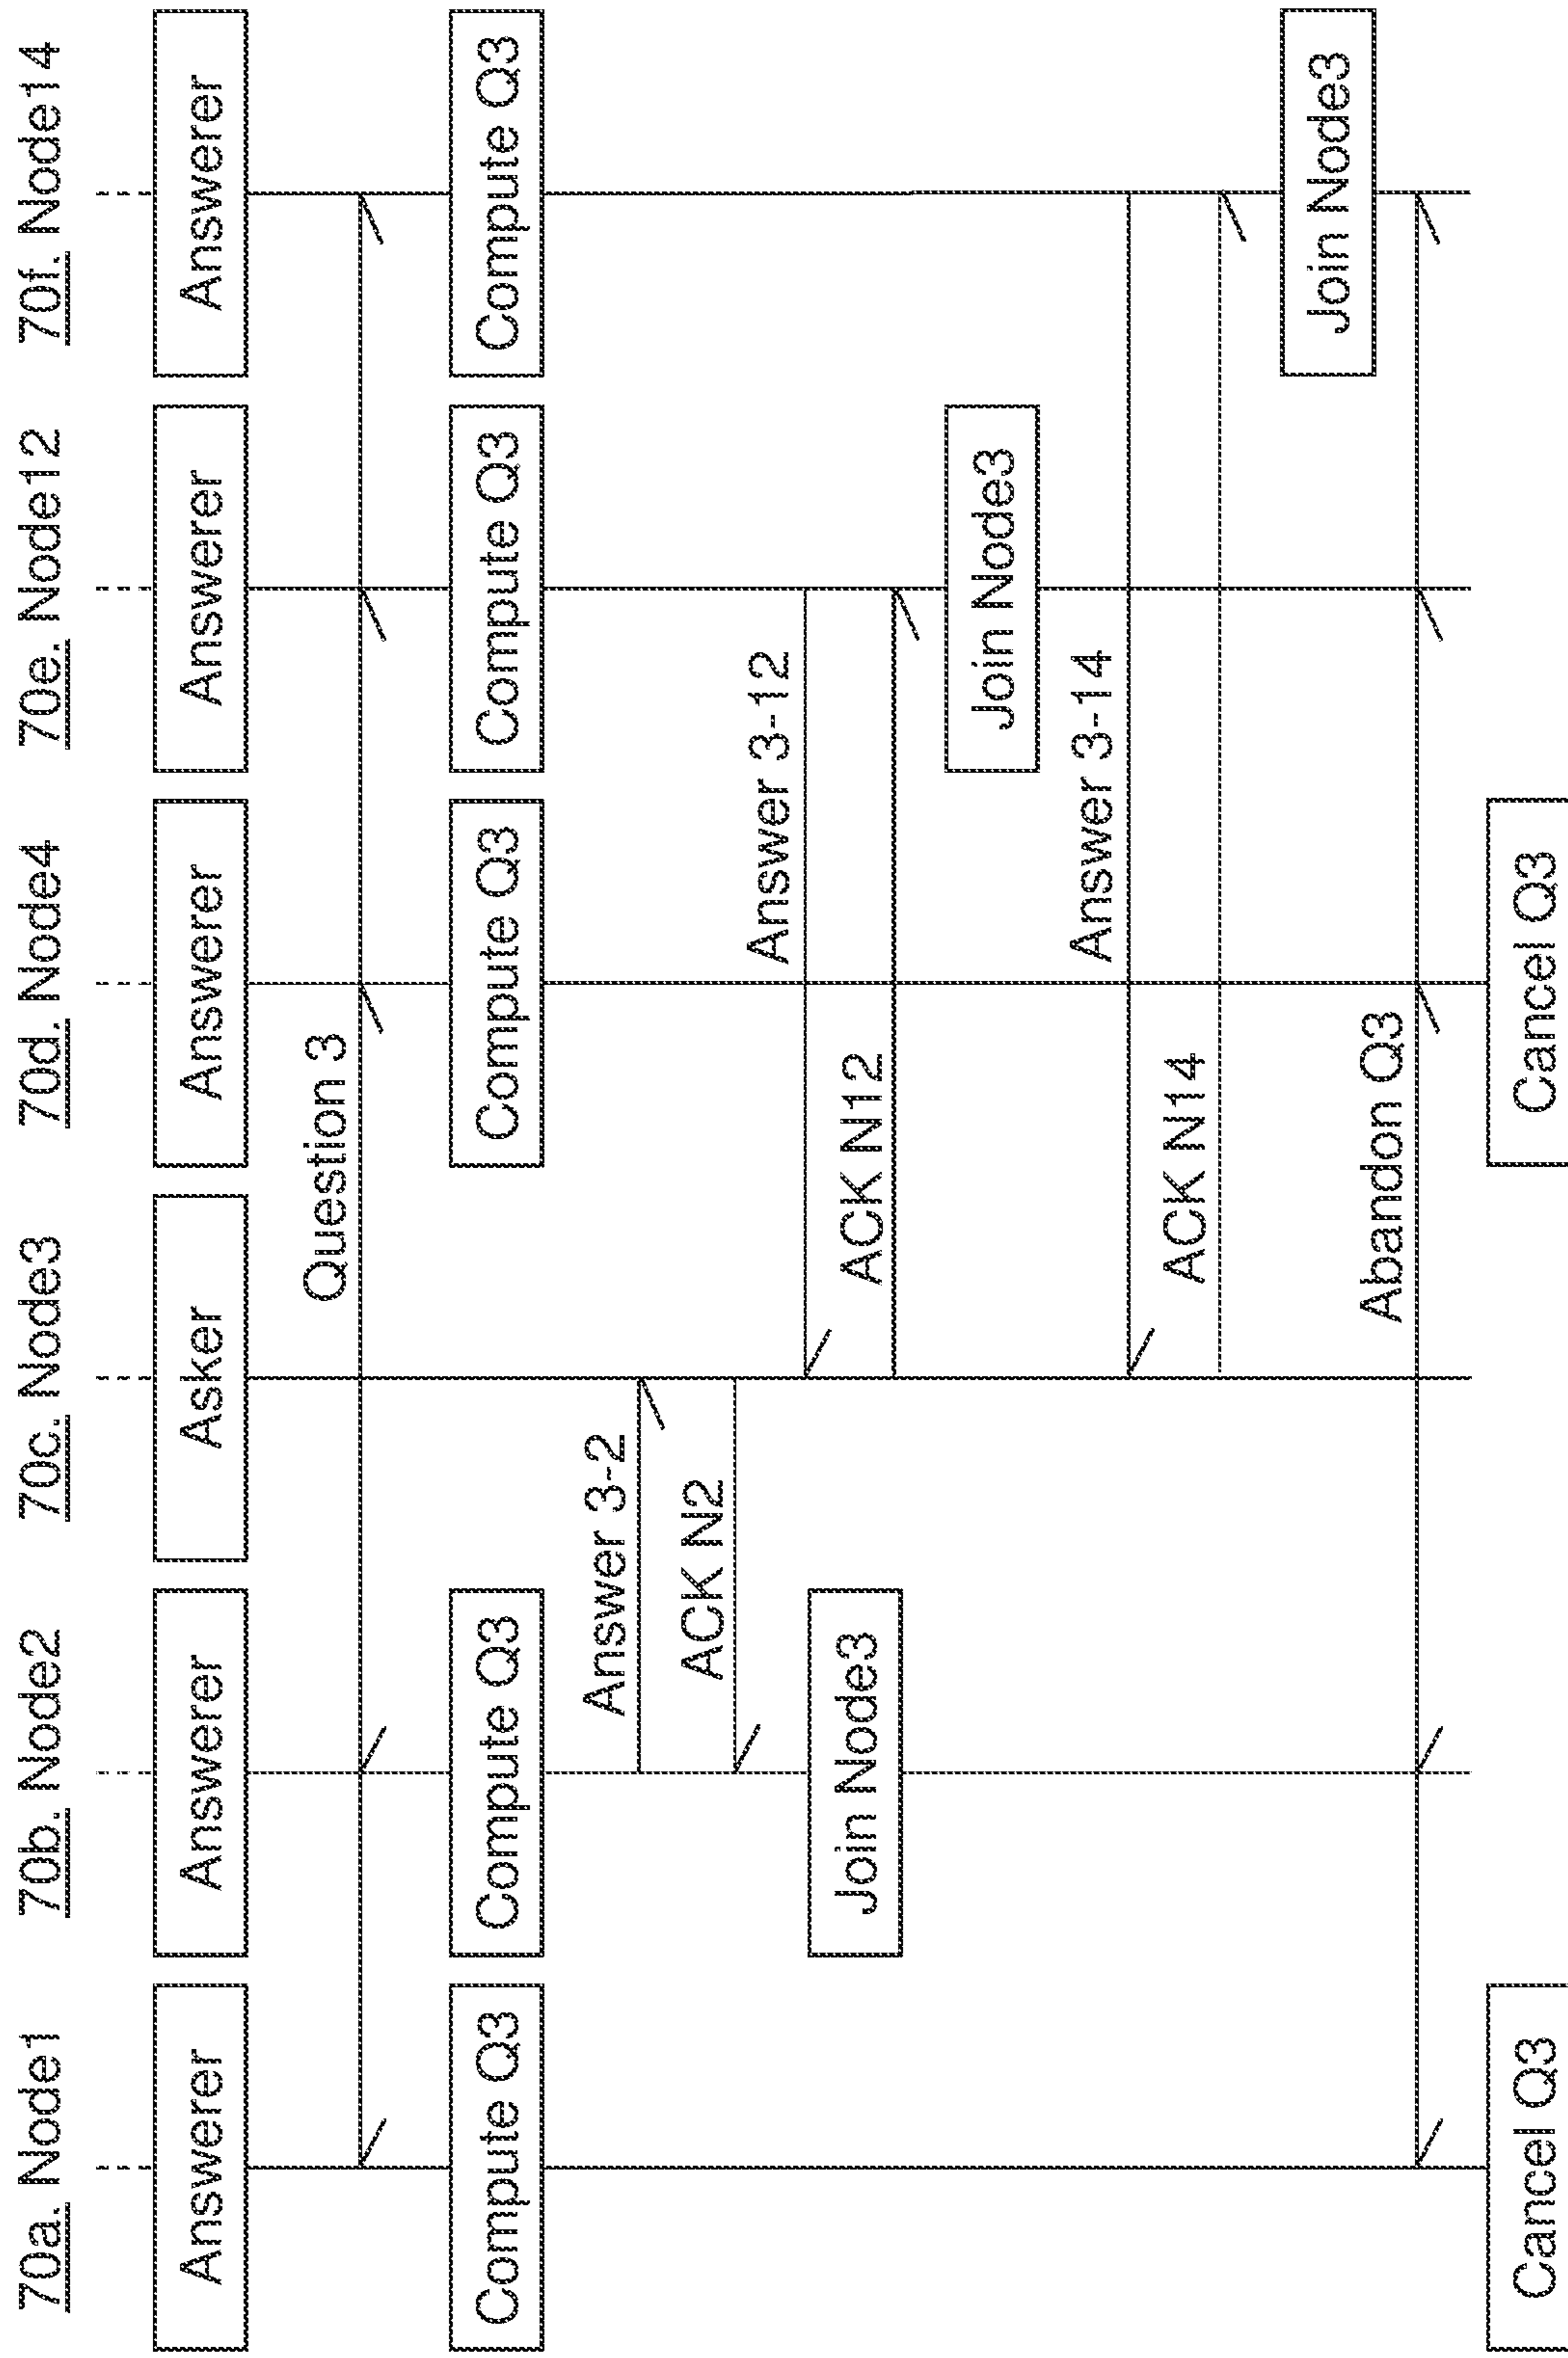 70a. Node1
70b. Node2
70c. Node3
70d. Node4
70e. Node12
70f. Node14
Answerer
Answerer
Asker
Answerer
Answerer
Answerer
Question 3
Compute Q3
Compute Q3
Compute Q3
Compute Q3
Compute Q3
Answer 3-2
ACK N2
Answer 3-12
Join Node3
ACK N12
Join Node3
Answer 3-14
ACK N14
Join Node3
Abandon Q3
Cancel Q3
Cancel Q3